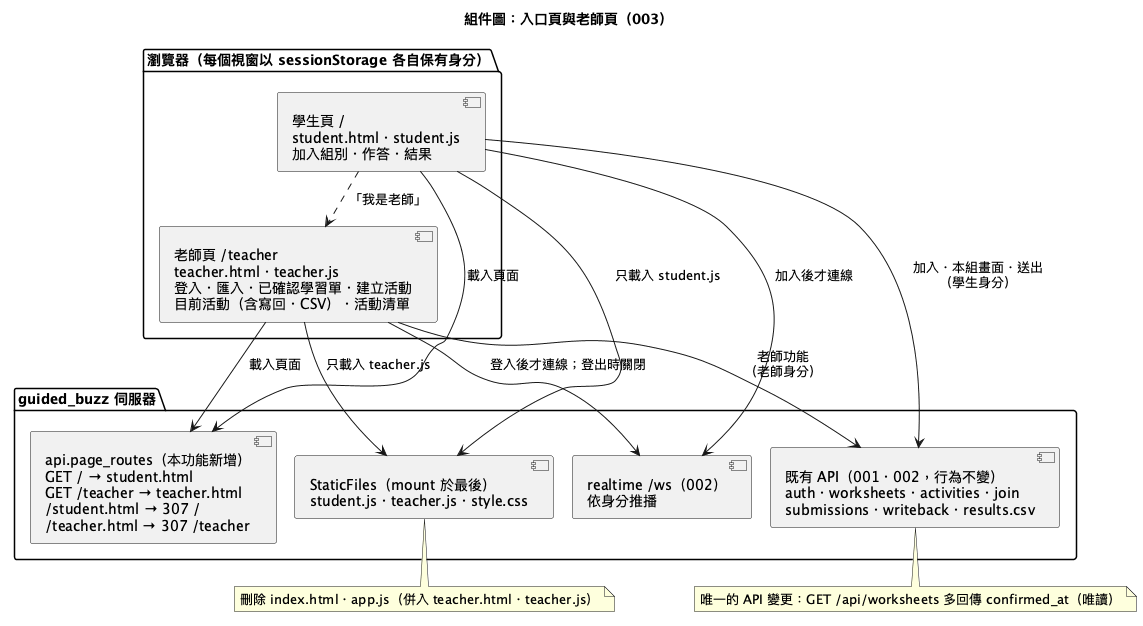 組件圖：入口頁與老師頁（003）
瀏覽器（每個視窗以 sessionStorage 各自保有身分）
學生頁 /
student.html · student.js
加入組別 · 作答 · 結果
「我是老師」
老師頁 /teacher
teacher.html · teacher.js
登入 · 匯入 · 已確認學習單 · 建立活動
目前活動（含寫回 · CSV） · 活動清單
載入頁面
只載入 student.js
加入後才連線
加入 · 本組畫面 · 送出
（學生身分）
載入頁面
只載入 teacher.js
登入後才連線；登出時關閉
老師功能
（老師身分）
guided_buzz 伺服器
api.page_routes（本功能新增）
GET / → student.html
GET /teacher → teacher.html
/student.html → 307 /
/teacher.html → 307 /teacher
StaticFiles（mount 於最後）
student.js · teacher.js · style.css
realtime /ws（002）
依身分推播
既有 API（001 · 002，行為不變）
auth · worksheets · activities · join
submissions · writeback · results.csv
刪除 index.html · app.js（併入 teacher.html · teacher.js）
唯一的 API 變更：GET /api/worksheets 多回傳 confirmed_at（唯讀）